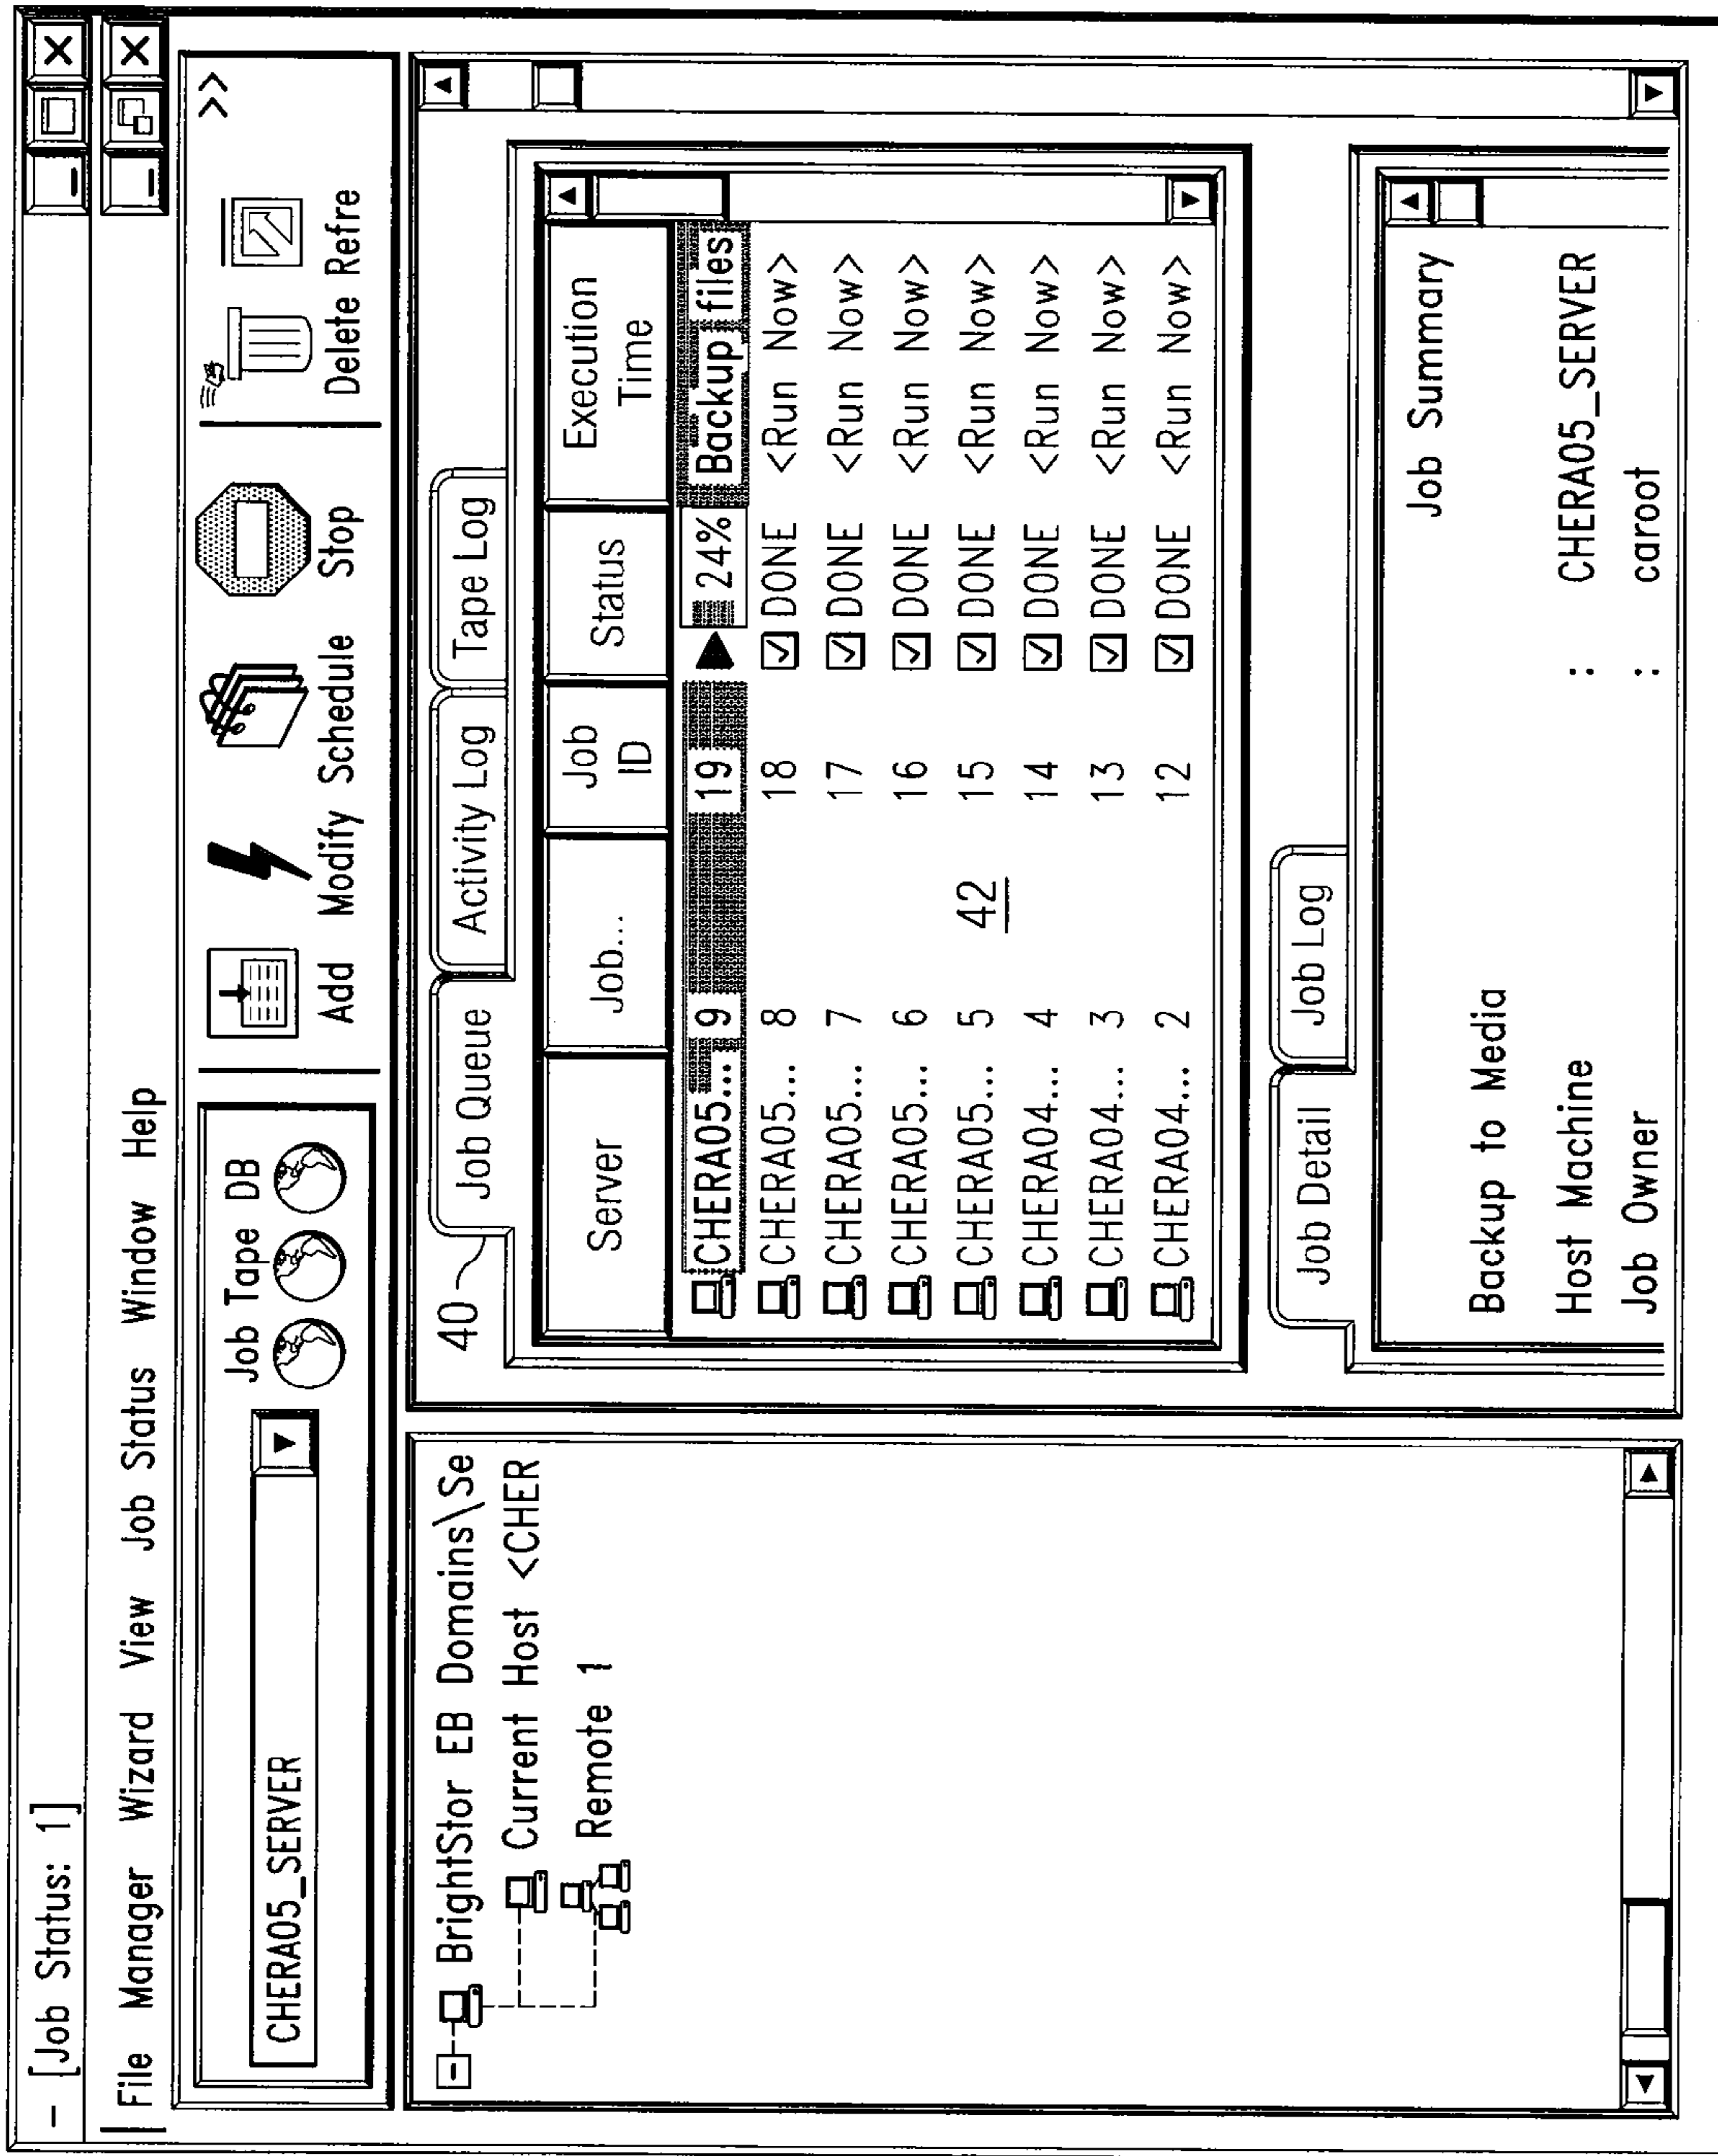 - [Job Status: 1]
File Manager Wizard View Job Status Window Help
CHERA05_SERVER
Job Tape DB
Add Modify Schedule Stop Delete Refre
>>
BrightStor EB Domains\Se
Current Host <CHER
Remote 1
40
Job Queue Activity Log Tape Log
Server Job... Job ID Status Execution Time
CHERA05... 9 19 24% Backup files
CHERA05... 8 18 DONE <Run Now>
CHERA05... 7 17 DONE <Run Now>
CHERA05... 6 16 DONE <Run Now>
CHERA05... 5 15 DONE <Run Now>
CHERA04... 4 14 DONE <Run Now>
CHERA04... 3 13 DONE <Run Now>
CHERA04... 2 12 DONE <Run Now>
42
Job Detail Job Log
Job Summary
Backup to Media
Host Machine : CHERA05_SERVER
Job Owner : caroot